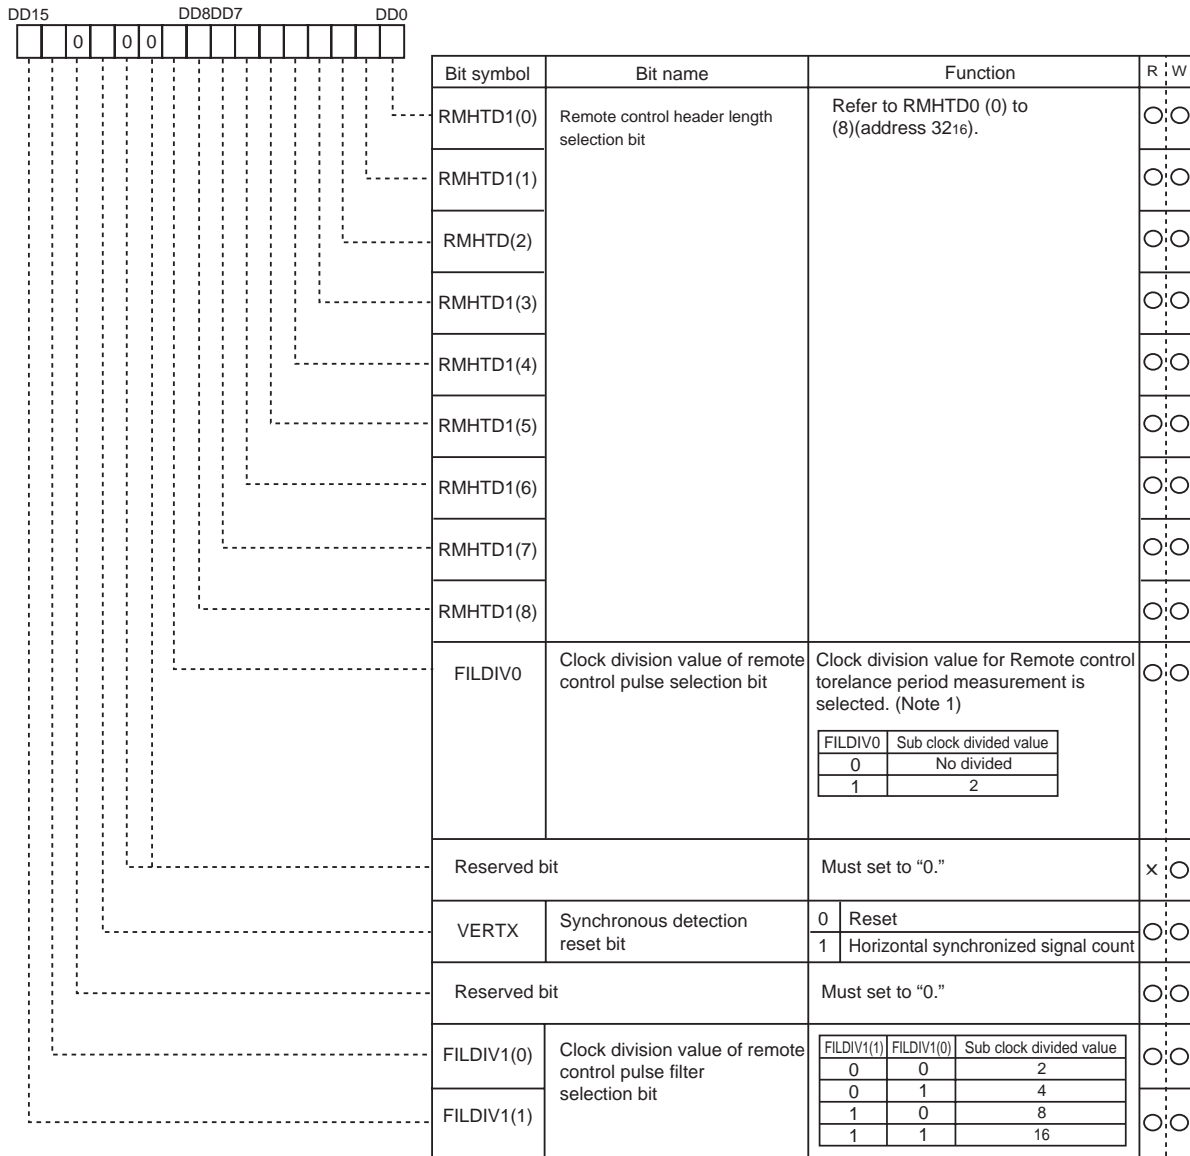 DD15 DD8DD7 DD0
0 0 0
Bit symbol Bit name Function R W
RMHTD1(0) Remote control header length Refer to RMHTD0 (0) to
selection bit (8)(address 3216).
RMHTD1(1)
RMHTD(2)
RMHTD1(3)
RMHTD1(4)
RMHTD1(5)
RMHTD1(6)
RMHTD1(7)
RMHTD1(8)
FILDIV0 Clock division value of remote Clock division value for Remote control
control pulse selection bit torelance period measurement is
selected. (Note 1)
FILDIV0 Sub clock divided value
0 No divided
1 2
Reserved bit Must set to “0.” ×
VERTX Synchronous detection 0 Reset
reset bit 1 Horizontal synchronized signal count
Reserved bit Must set to “0.”
FILDIV1(0) Clock division value of remote FILDIV1(1) FILDIV1(0) Sub clock divided value
control pulse filter 0 0 2
selection bit 0 1 4
FILDIV1(1) 1 0 8
1 1 16